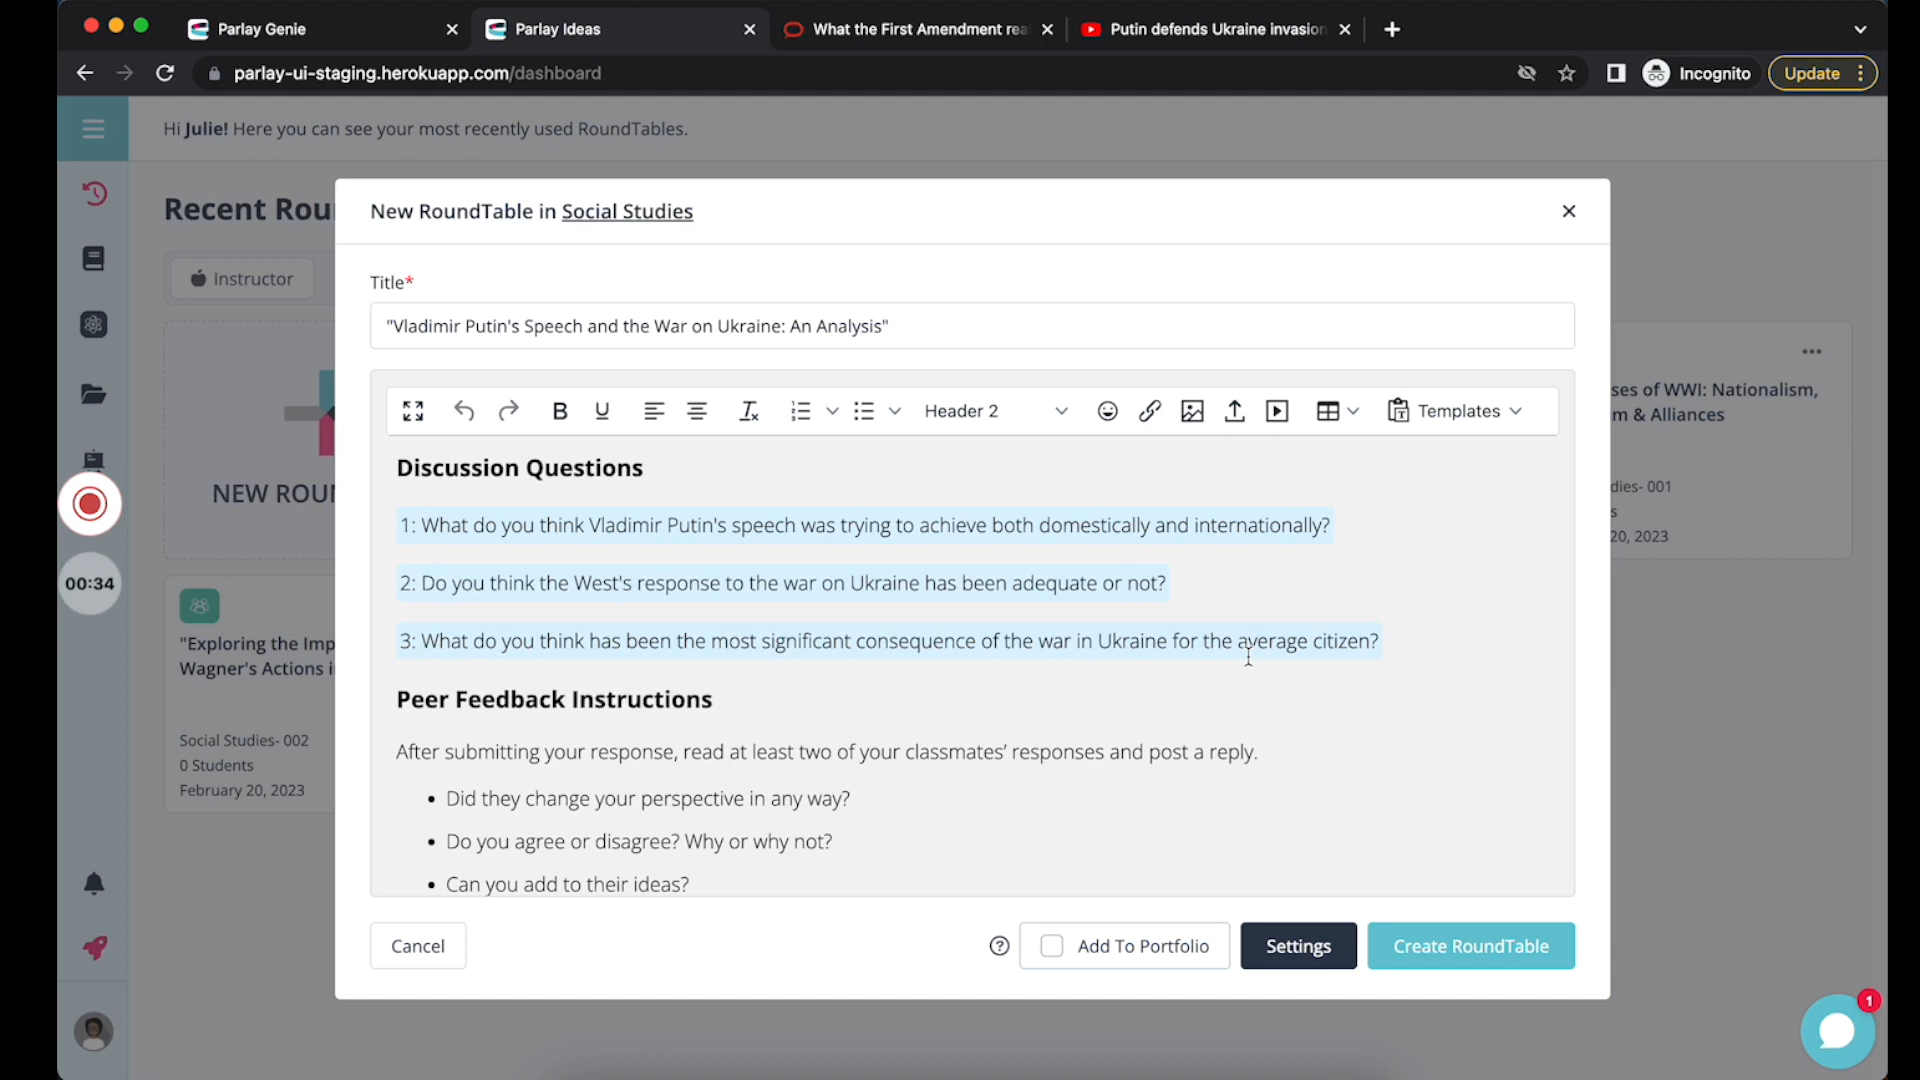 Parlay Genie
Parlay Ideas
What the First Amendment rea
Putin defends Ukraine invasion
parlay-ui-staging.herokuapp.com/dashboard
Incognito
Update
Hi Julie! Here you can see your most recently used RoundTables.
Recent Rou
Instructor
NEW ROUN
"Exploring the Imp
Wagner's Actions i
Social Studies- 002
0 Students
February 20, 2023
00:34
New RoundTable in Social Studies
Title*
"Vladimir Putin's Speech and the War on Ukraine: An Analysis"
Header 2
Templates
Discussion Questions
1: What do you think Vladimir Putin's speech was trying to achieve both domestically and internationally?
2: Do you think the West's response to the war on Ukraine has been adequate or not?
3: What do you think has been the most significant consequence of the war in Ukraine for the average citizen?
Peer Feedback Instructions
After submitting your response, read at least two of your classmates' responses and post a reply.
• Did they change your perspective in any way?
• Do you agree or disagree? Why or why not?
• Can you add to their ideas?
Cancel
Add To Portfolio
Settings
Create RoundTable
ses of WWI: Nationalism,
m & Alliances
dies- 001
s
20, 2023
1